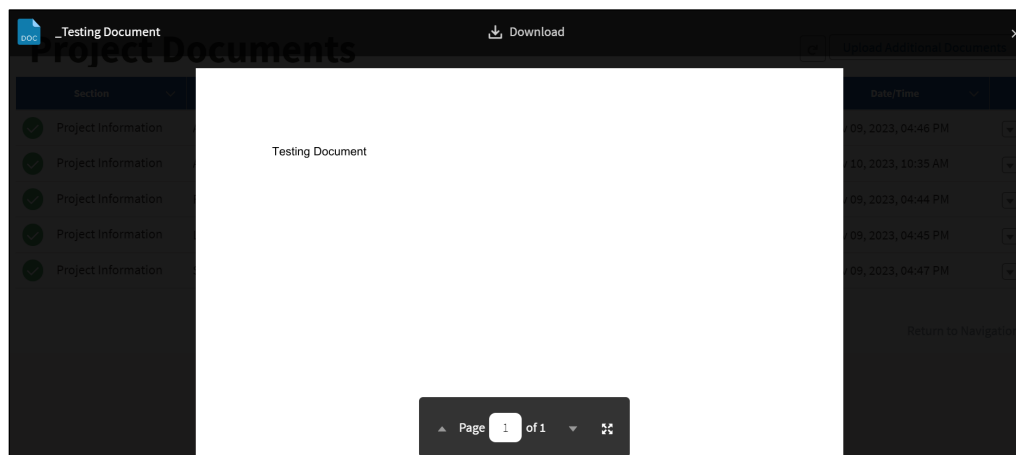 DOC _Testing Document Download
Project Documents
Upload Additional Documents
Section Date/Time
Project Information 09, 2023, 04:46 PM
Project Information 10, 2023, 10:35 AM
Project Information 09, 2023, 04:44 PM
Project Information 09, 2023, 04:45 PM
Project Information 09, 2023, 04:47 PM
Testing Document
Return to Navigation
Page 1 of 1